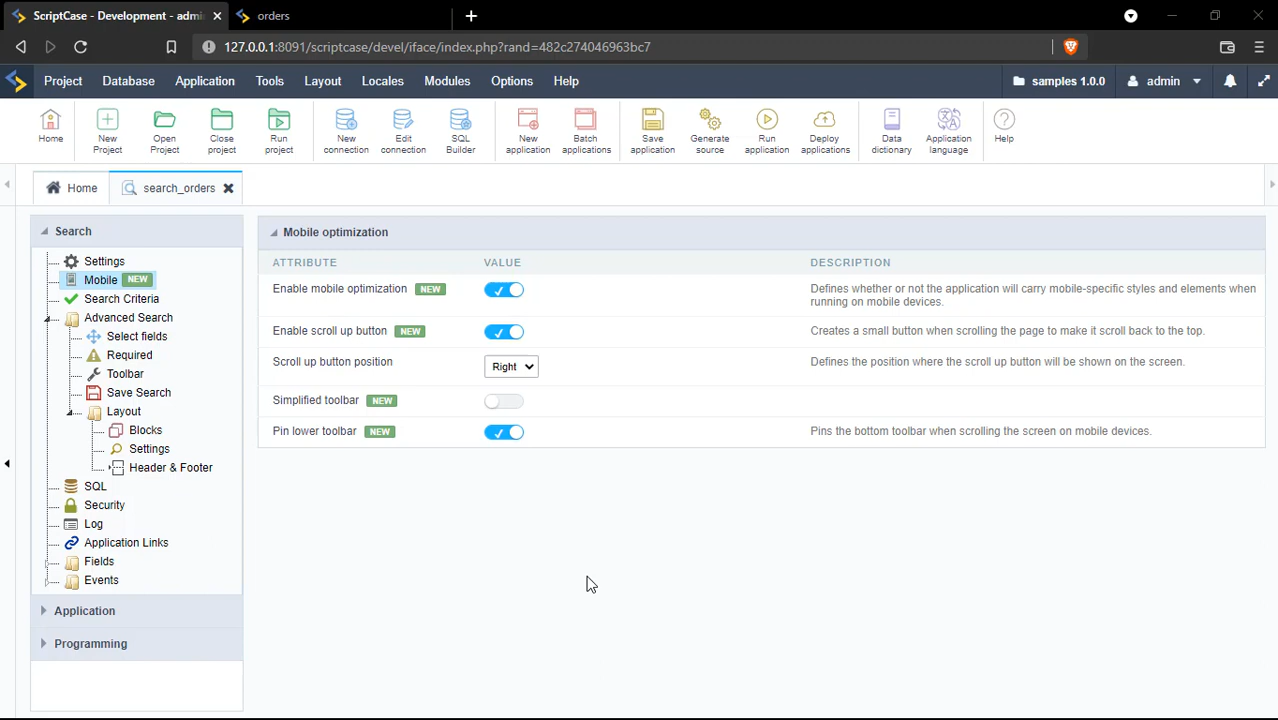 ScriptCase - Development - admi
orders
127.0.0.1:8091/scriptcase/devel/iface/index.php?rand=482c274046963bc7
Project Database Application Tools Layout Locales Modules Options Help samples 1.0.0 admin
Home
New Project
Open Project
Close project
Run project
New connection
Edit connection
SQL Builder
New application
Batch applications
Save application
Generate source
Run application
Deploy applications
Data dictionary
Application language
Help
Home search_orders
Search
Settings
Mobile NEW
Search Criteria
Advanced Search
Select fields
Required
Toolbar
Save Search
Layout
Blocks
Settings
Header & Footer
SQL
Security
Log
Application Links
Fields
Events
Application
Programming
Mobile optimization
ATTRIBUTE VALUE DESCRIPTION
Enable mobile optimization NEW Defines whether or not the application will carry mobile-specific styles and elements when
running on mobile devices.
Enable scroll up button NEW Creates a small button when scrolling the page to make it scroll back to the top.
Scroll up button position Right Defines the position where the scroll up button will be shown on the screen.
Simplified toolbar NEW
Pin lower toolbar NEW Pins the bottom toolbar when scrolling the screen on mobile devices.